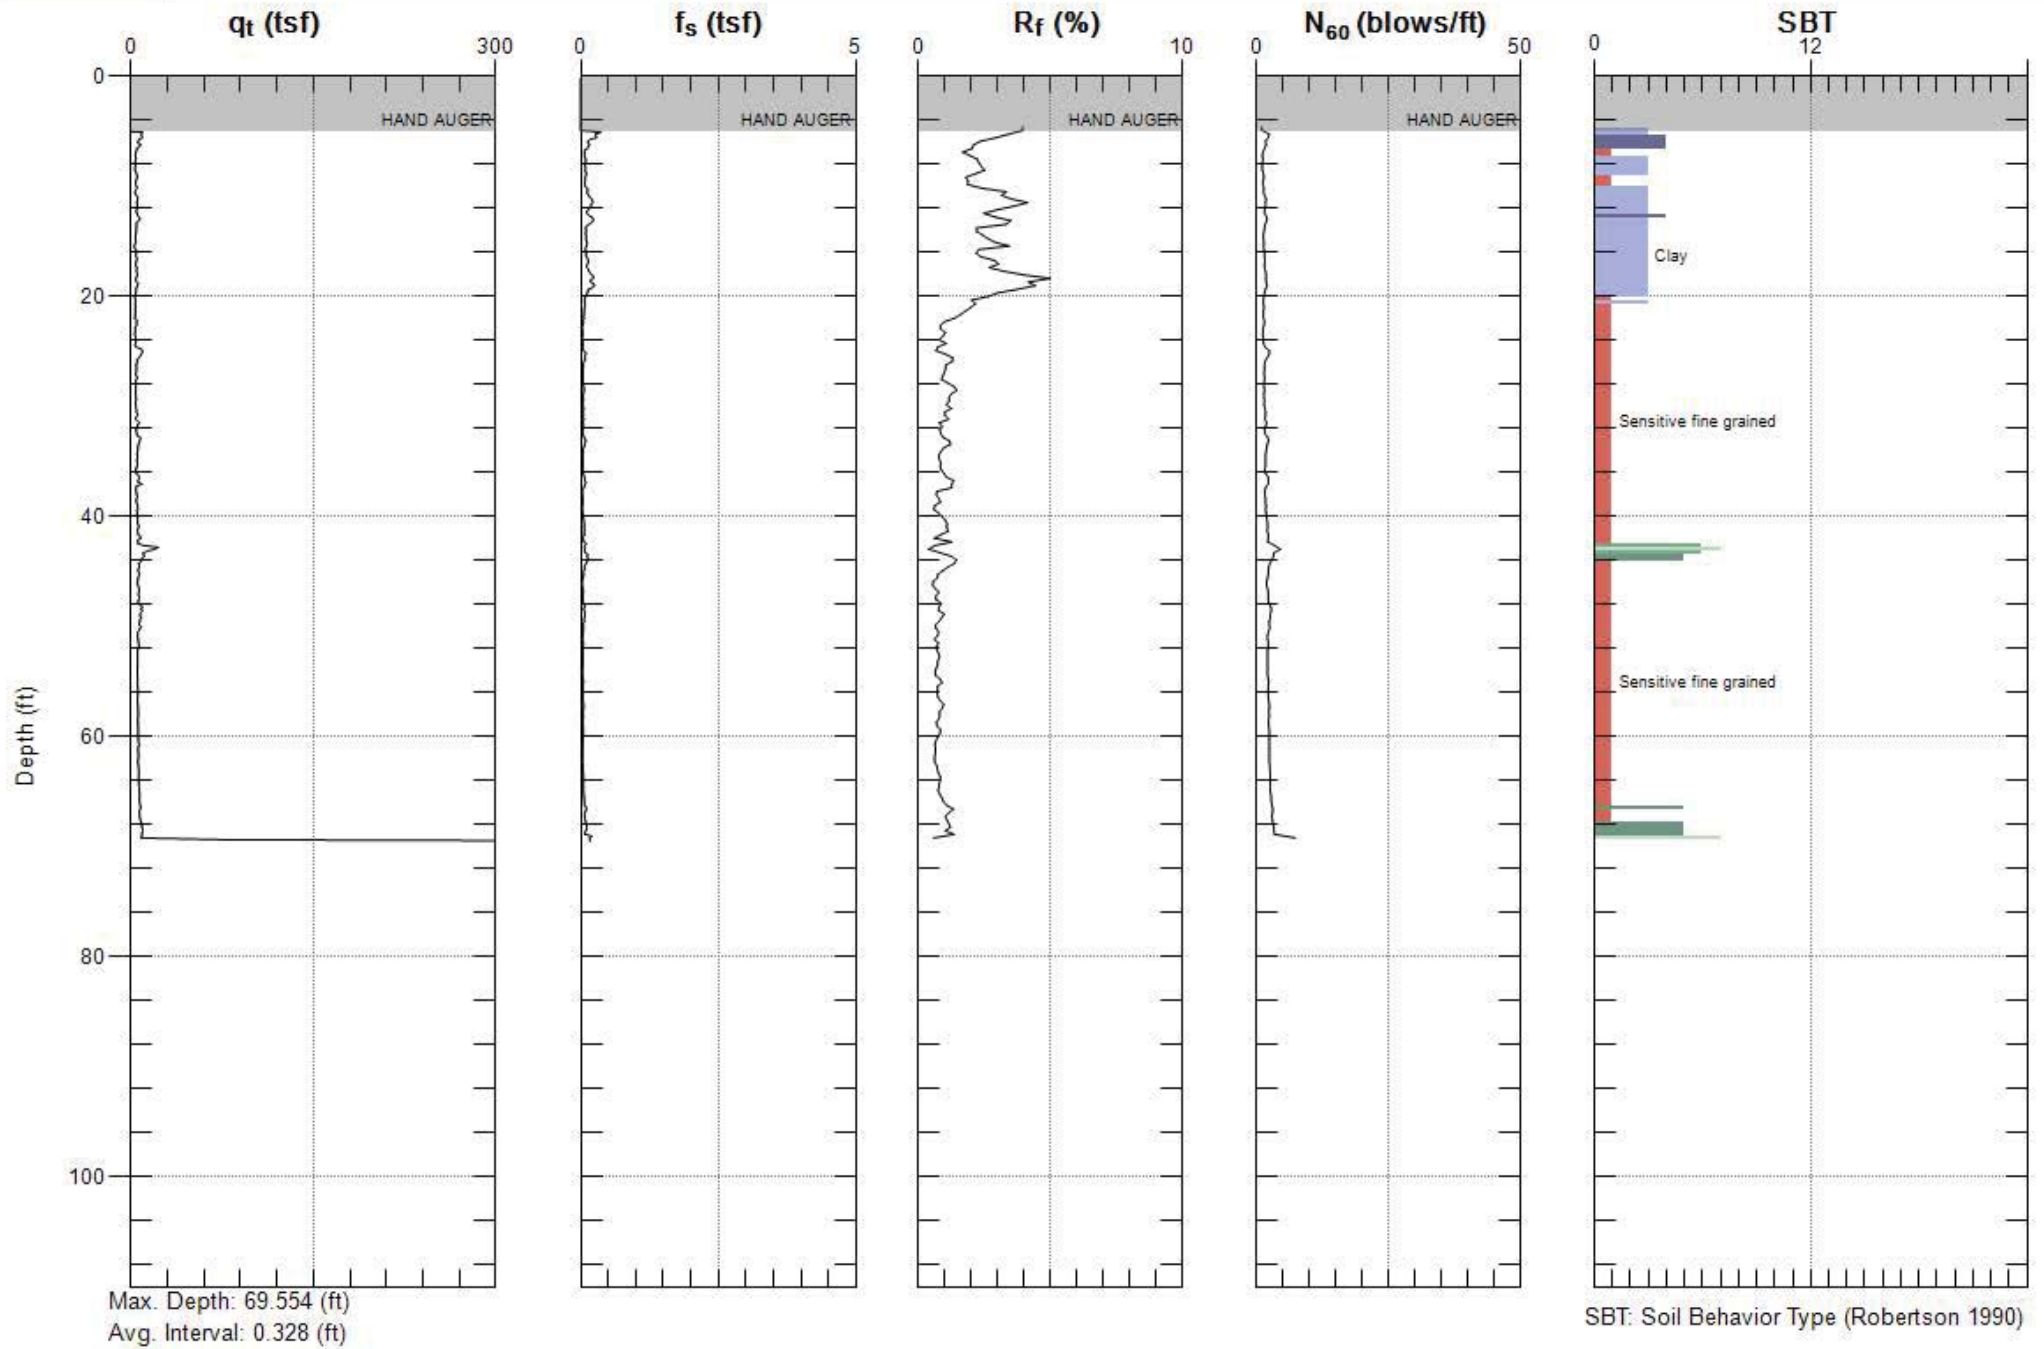 qt (tsf)
0 300
fs (tsf)
0 5
Rf (%)
0 10
N60 (blows/ft)
0 50
SBT
0 12
0
HAND AUGER
HAND AUGER
HAND AUGER
HAND AUGER
Clay
20
Sensitive fine grained
40
Sensitive fine grained
Depth (ft)
60
80
100
Max. Depth: 69.554 (ft)
Avg. Interval: 0.328 (ft)
SBT: Soil Behavior Type (Robertson 1990)